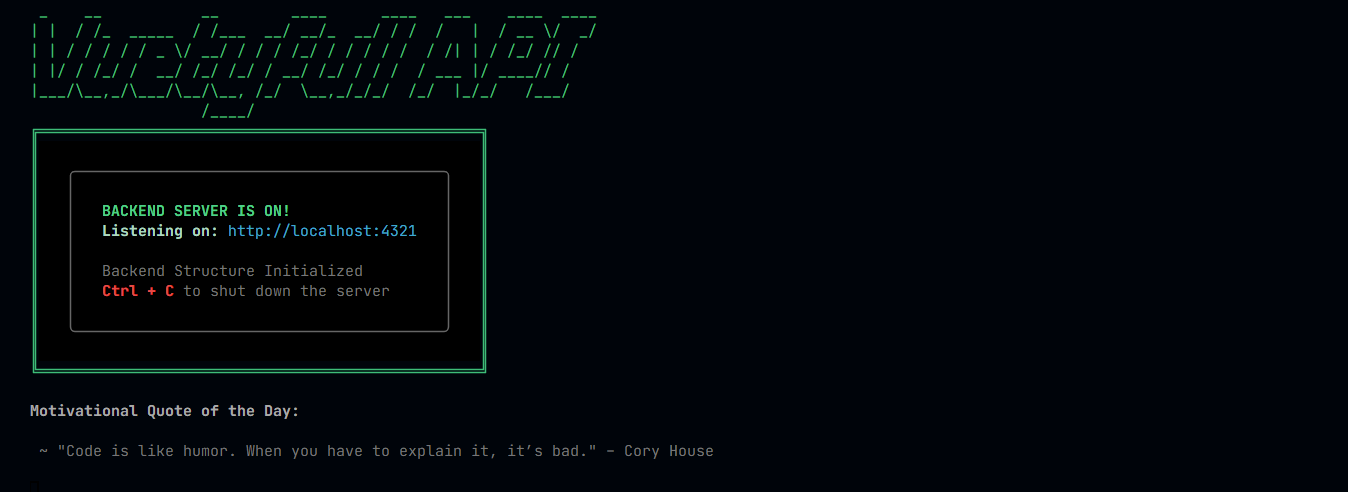 BACKEND SERVER IS ON!
Listening on: http://localhost:4321
Backend Structure Initialized
Ctrl + C to shut down the server
Motivational Quote of the Day:
~ "Code is like humor. When you have to explain it, it’s bad." – Cory House